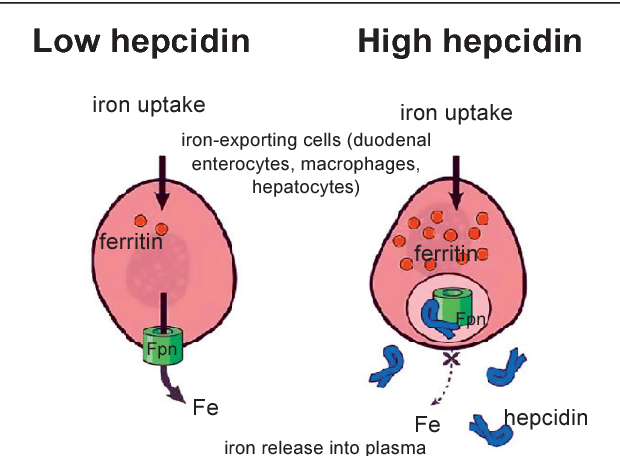 Low hepcidin
High hepcidin
iron uptake
iron uptake
iron-exporting cells (duodenal
enterocytes, macrophages,
hepatocytes)
ferritin
ferritin
Fpn
Fpn
Fe
Fe
hepcidin
iron release into plasma